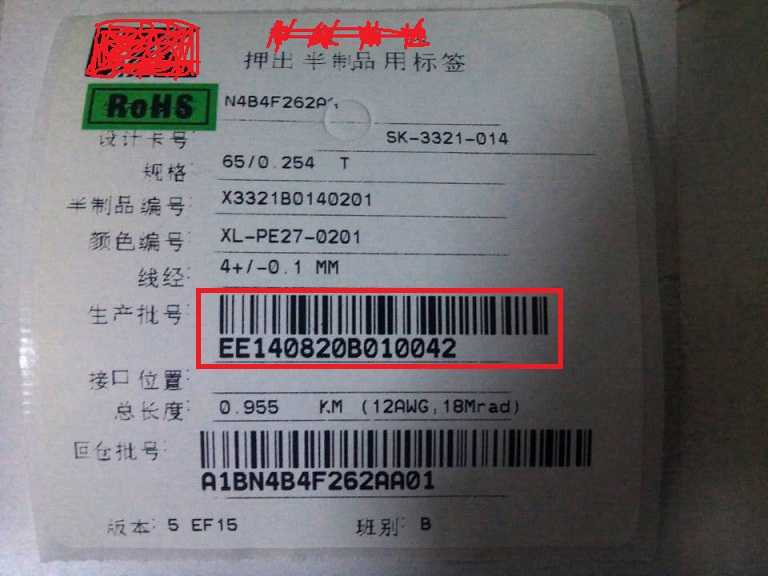 押出半制品用标签
RoHS
N4B4F262A
设计卡号 SK-3321-014
规格: 65/0.254 T
半制品编号: X3321B0140201
颜色编号: XL-PE27-0201
线经: 4+/-0.1 MM
生产批号:
EE140820B010042
接口位置:
总长度: 0.955 KM (12AWG,18Mrad)
回仓批号:
A1BN4B4F262AA01
版本: 5 EF15 班别: B